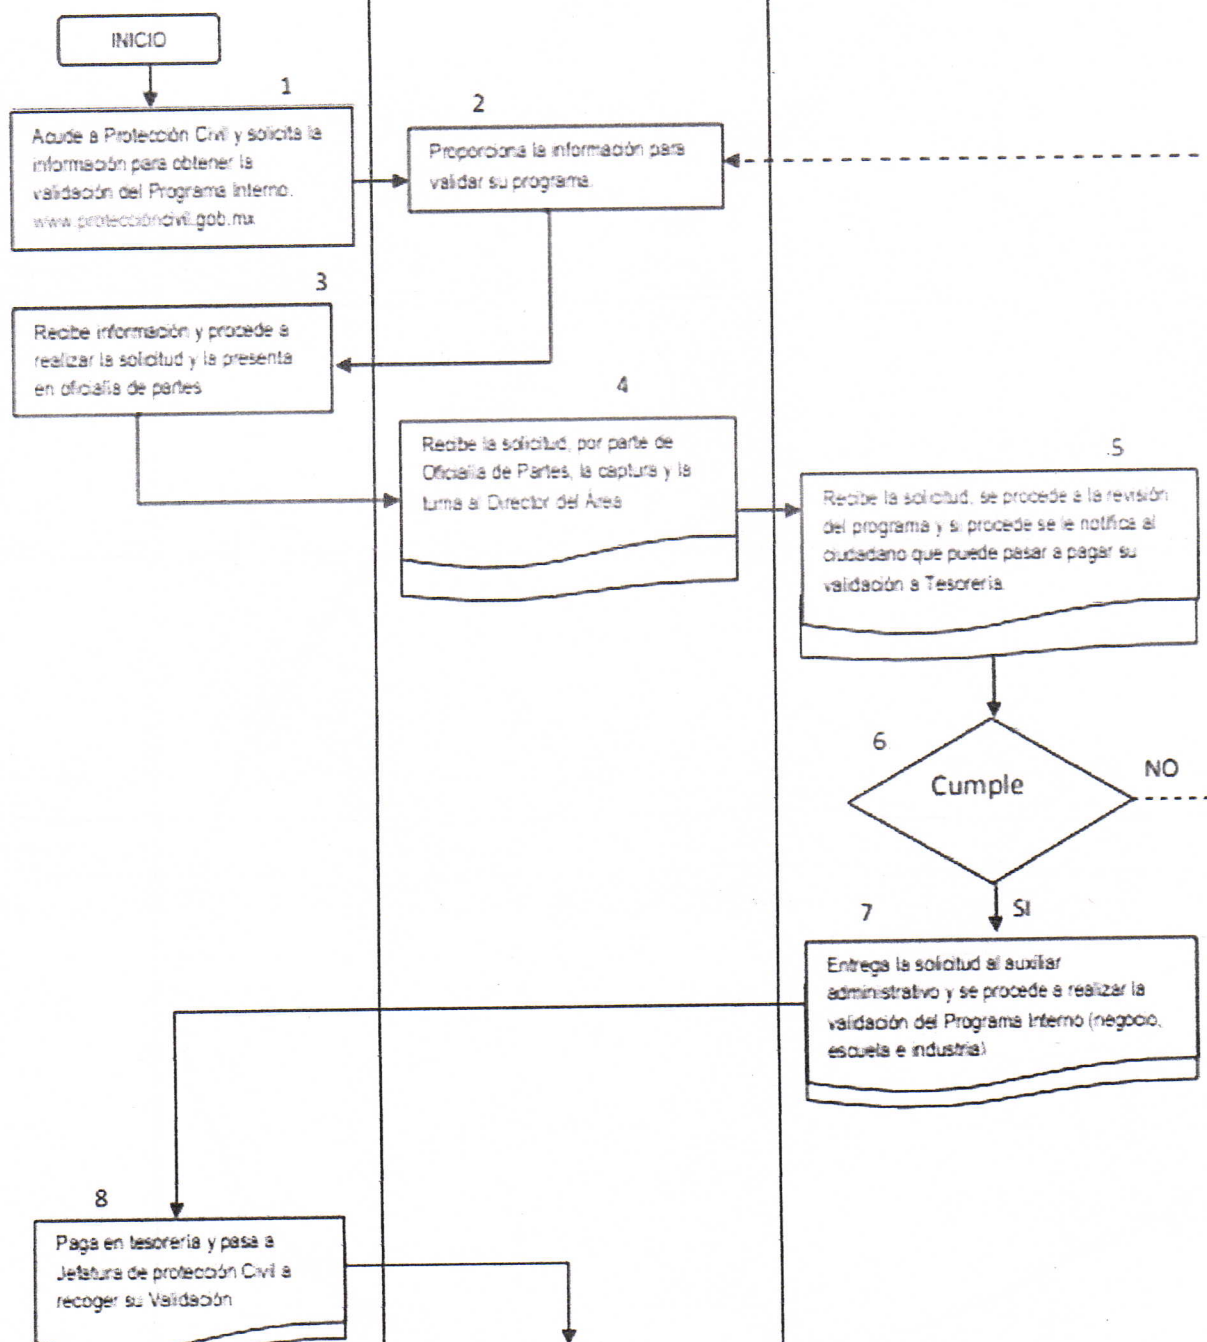 INICIO
1
Acude a Protección Civil y solicita la
información para obtener la
validación del Programa Interno.
www.proteccióncivil.gob.mx
2
Proporciona la información para
validar su programa.
3
Recibe información y procede a
realizar la solicitud y la presenta
en oficialía de partes
4
Recibe la solicitud, por parte de
Oficialía de Partes, la captura y la
turna al Director del Área
.5
Recibe la solicitud, se procede a la revisión
del programa y si procede se le notifica al
ciudadano que puede pasar a pagar su
validación a Tesorería.
6
Cumple
NO
SI
7
Entrega la solicitud al auxiliar
administrativo y se procede a realizar la
validación del Programa Interno (negocio,
escuela e industria)
8
Paga en tesorería y pasa a
Jefatura de protección Civil a
recoger su Validación